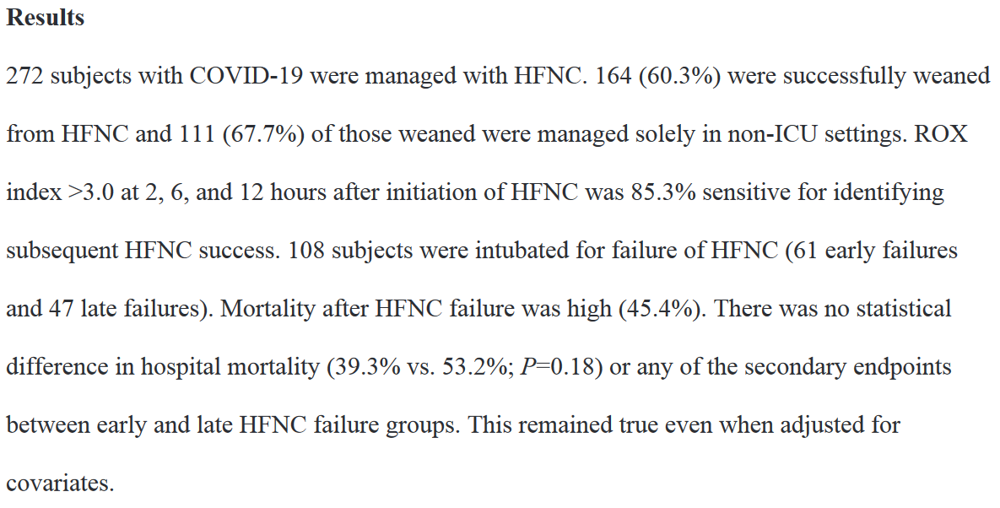 Results
272 subjects with COVID-19 were managed with HFNC. 164 (60.3%) were successfully weaned
from HFNC and 111 (67.7%) of those weaned were managed solely in non-ICU settings. ROX
index >3.0 at 2, 6, and 12 hours after initiation of HFNC was 85.3% sensitive for identifying
subsequent HFNC success. 108 subjects were intubated for failure of HFNC (61 early failures
and 47 late failures). Mortality after HFNC failure was high (45.4%). There was no statistical
difference in hospital mortality (39.3% vs. 53.2%; P=0.18) or any of the secondary endpoints
between early and late HFNC failure groups. This remained true even when adjusted for
covariates.